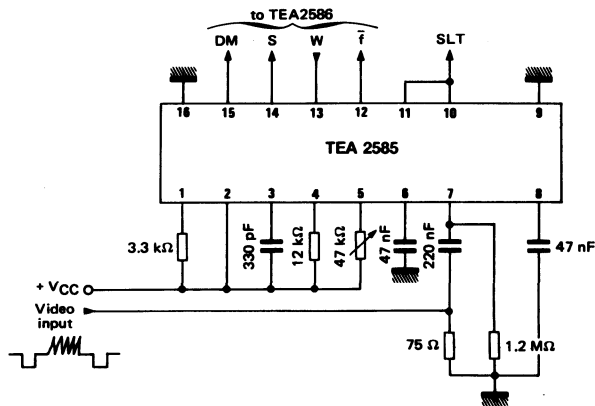 to TEA2586
DM S W f̅ SLT
16 15 14 13 12 11 10 9
TEA 2585
1 2 3 4 5 6 7 8
3.3 kΩ
330 pF
12 kΩ
47 kΩ
47 nF
220 nF
47 nF
+ VCC
Video
input
75 Ω
1.2 MΩ